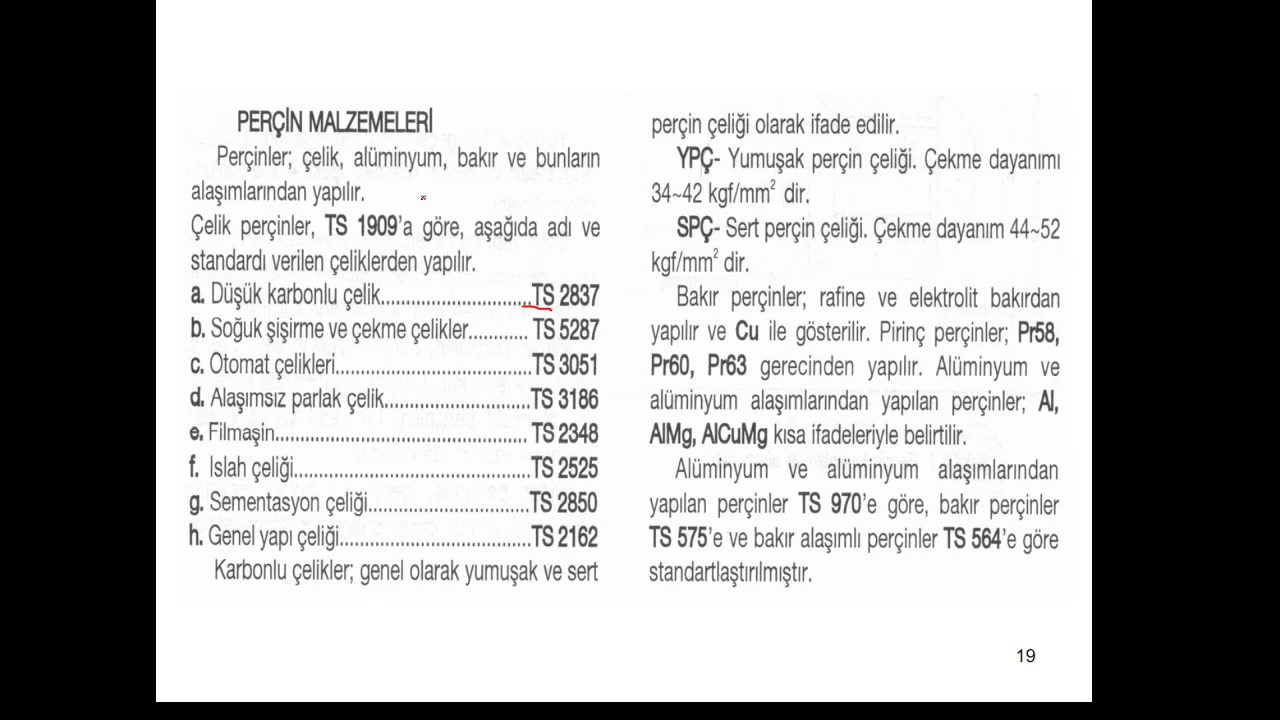 PERÇİN MALZEMELERİ
Perçinler; çelik, alüminyum, bakır ve bunların
alaşımlarından yapılır.
Çelik perçinler, TS 1909'a göre, aşağıda adı ve
standardı verilen çeliklerden yapılır.
a. Düşük karbonlu çelik..............................TS 2837
b. Soğuk şişirme ve çekme çelikler............ TS 5287
c. Otomat çelikleri......................................TS 3051
d. Alaşımsız parlak çelik.............................TS 3186
e. Filmaşin.................................................. TS 2348
f. Islah çeliği...............................................TS 2525
g. Sementasyon çeliği................................TS 2850
h. Genel yapı çeliği.....................................TS 2162
Karbonlu çelikler; genel olarak yumuşak ve sert
perçin çeliği olarak ifade edilir.
YPÇ- Yumuşak perçin çeliği. Çekme dayanımı
34~42 kgf/mm² dir.
SPÇ- Sert perçin çeliği. Çekme dayanım 44~52
kgf/mm² dir.
Bakır perçinler; rafine ve elektrolit bakırdan
yapılır ve Cu ile gösterilir. Pirinç perçinler; Pr58,
Pr60, Pr63 gerecinden yapılır. Alüminyum ve
alüminyum alaşımlarından yapılan perçinler; Al,
AlMg, AlCuMg kısa ifadeleriyle belirtilir.
Alüminyum ve alüminyum alaşımlarından
yapılan perçinler TS 970'e göre, bakır perçinler
TS 575'e ve bakır alaşımlı perçinler TS 564'e göre
standartlaştırılmıştır.
19